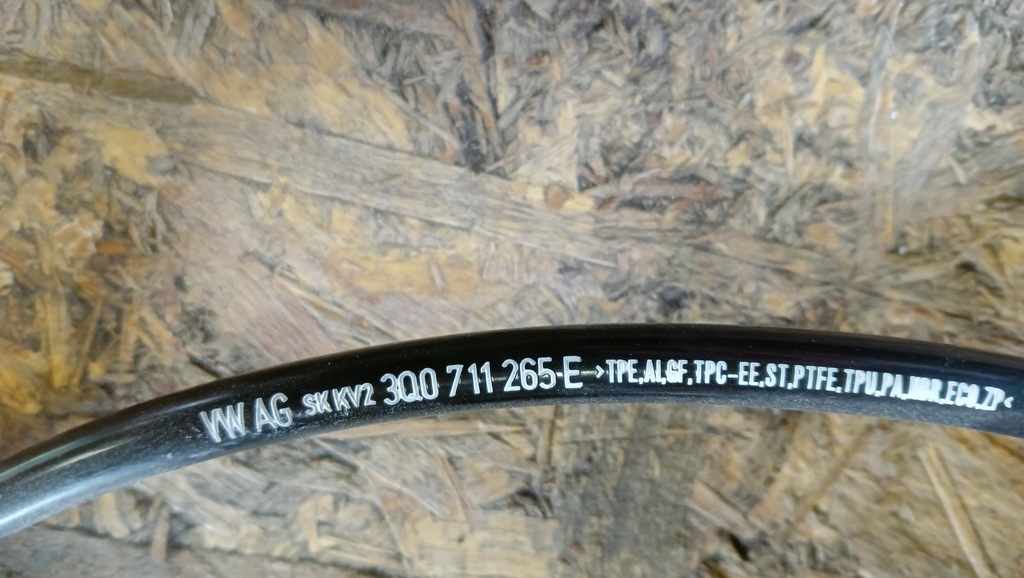 VW AG SK KV2 3Q0 711 265 E >TPE,Al,GF,TPC-EE,ST,PTFE,TPU,PA,NBR,ECO,ZP<